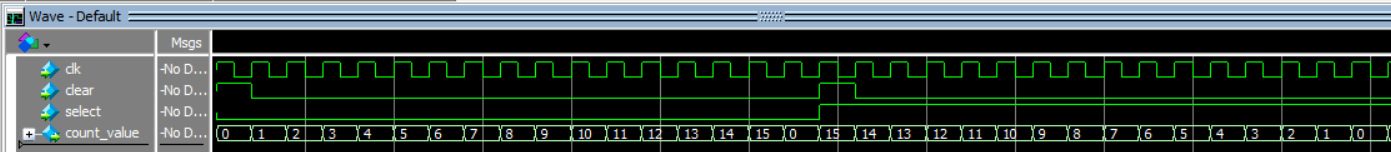 Wave - Default
Msgs
clk -No D...
clear -No D...
select -No D...
count_value -No D... 0 1 2 3 4 5 6 7 8 9 10 11 12 13 14 15 0 15 14 13 12 11 10 9 8 7 6 5 4 3 2 1 0